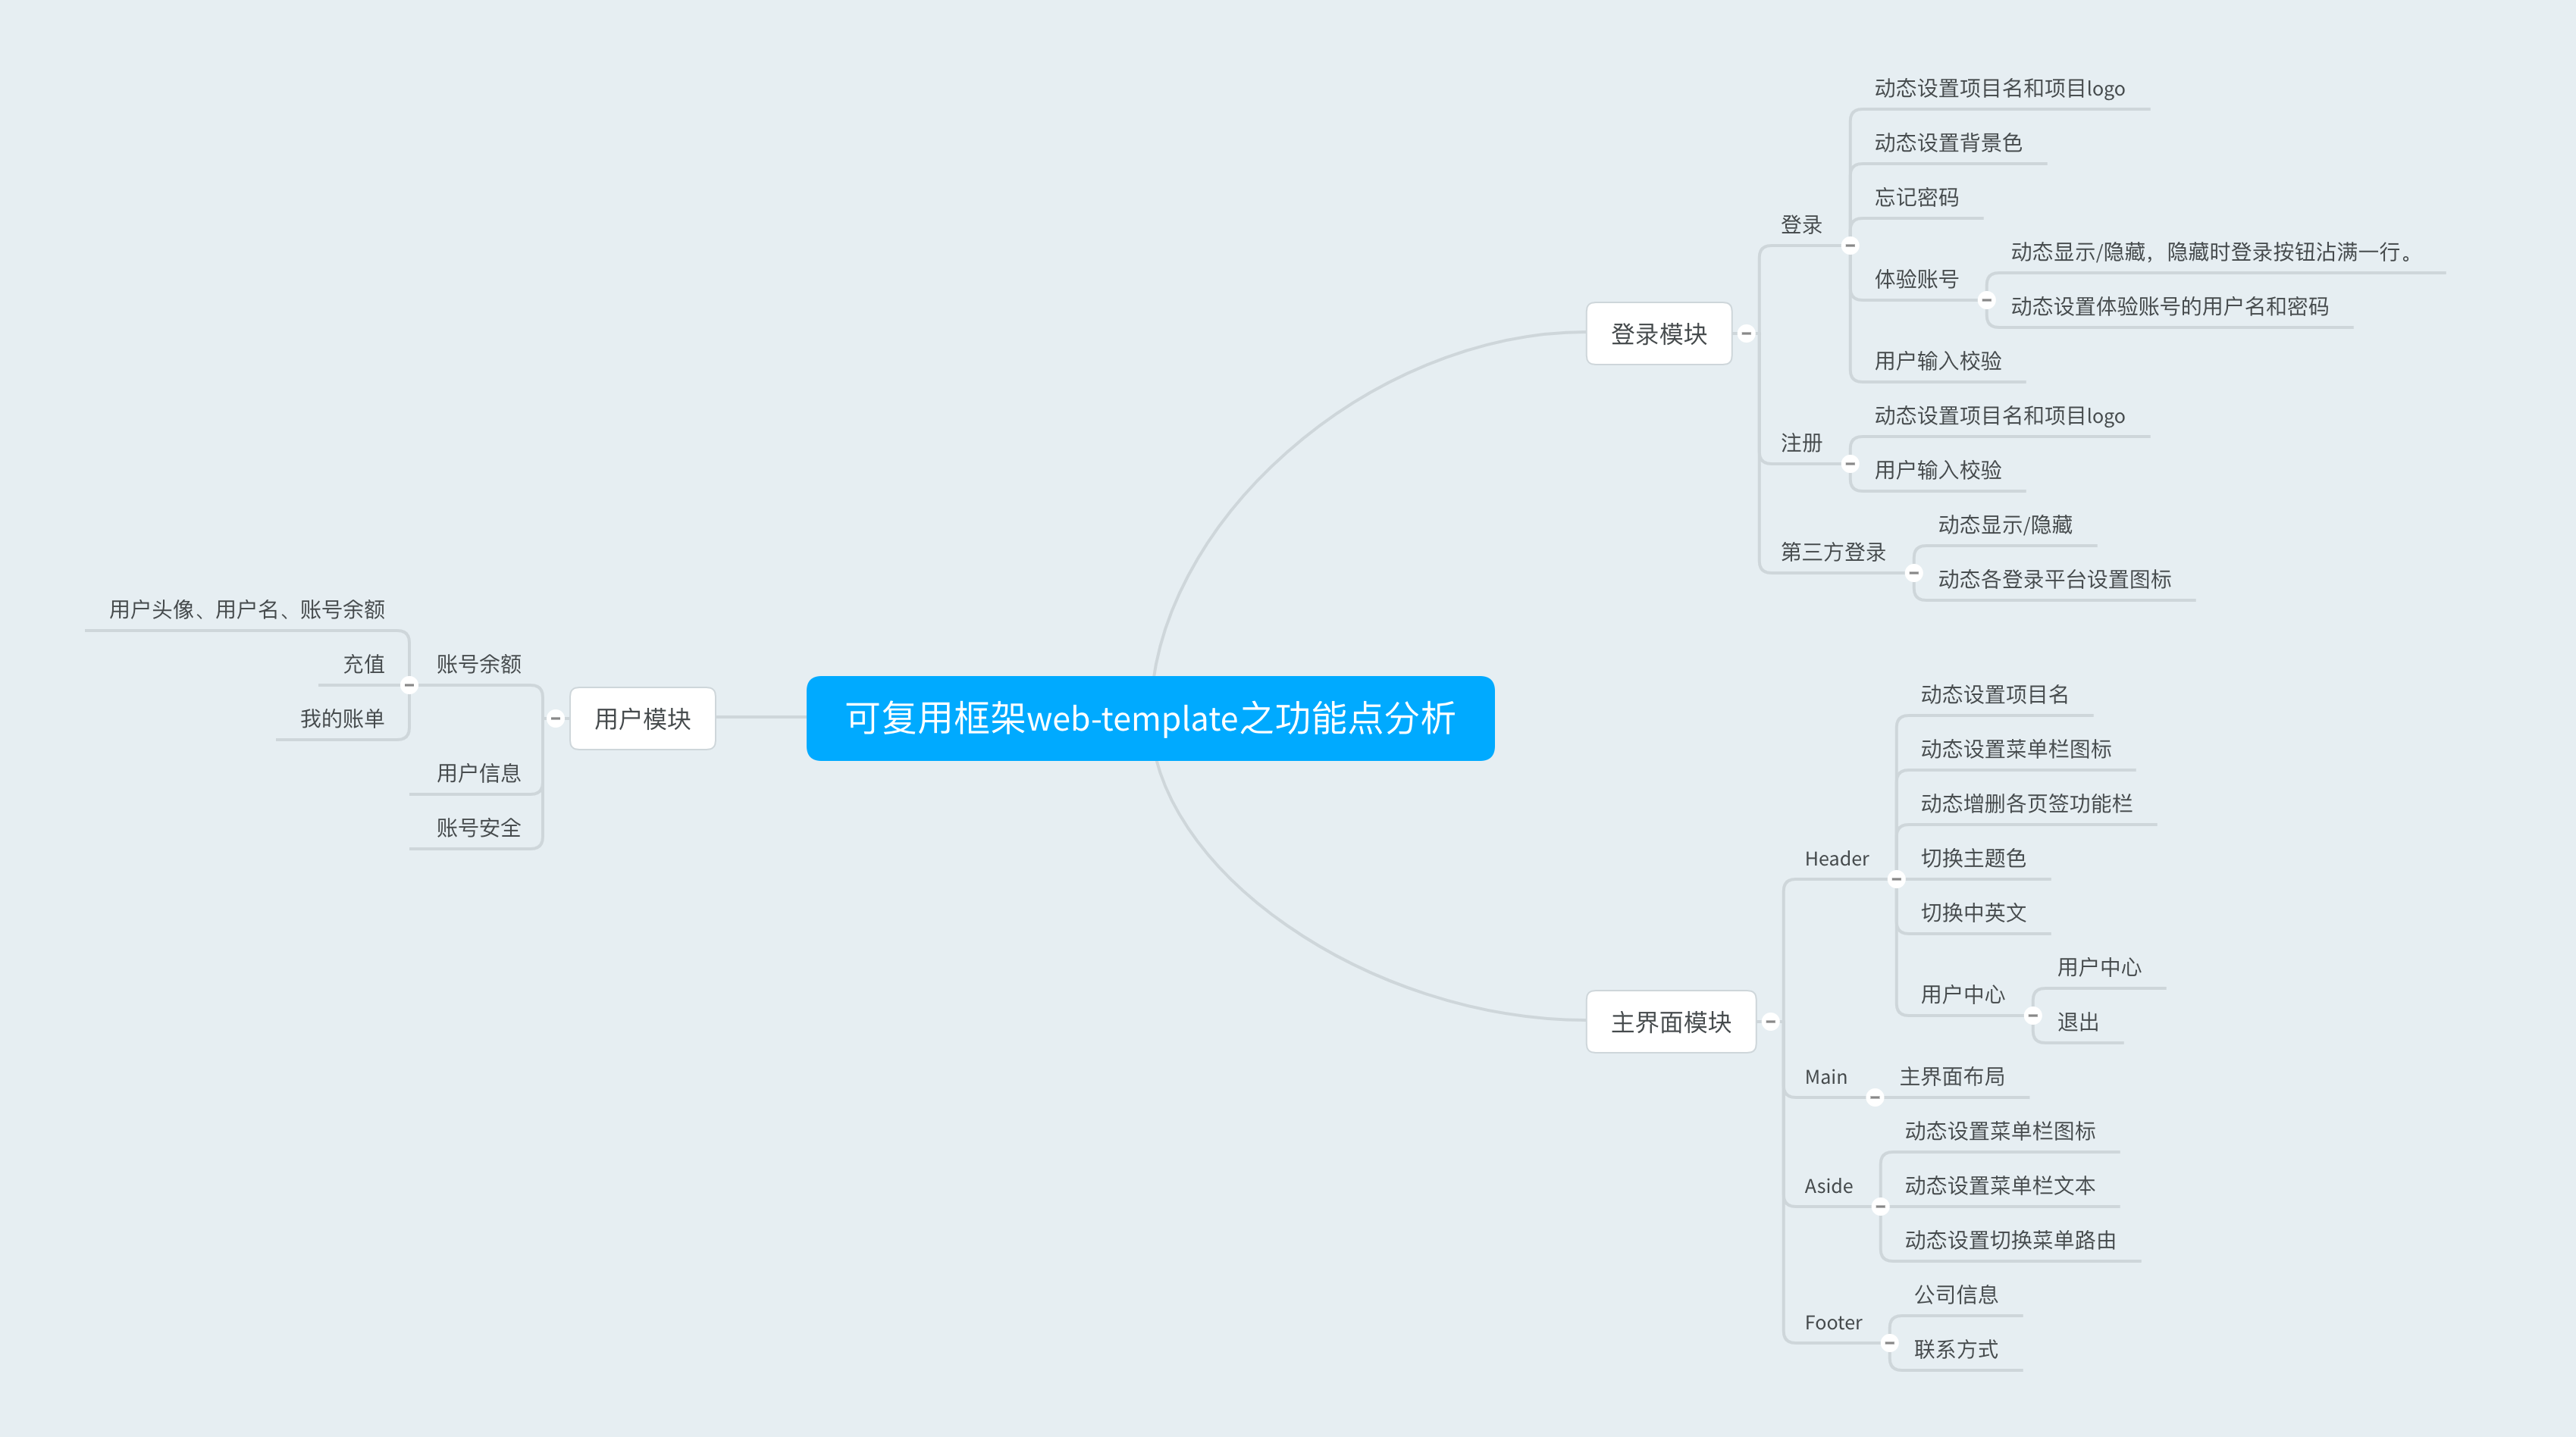 可复用框架web-template之功能点分析
登录模块
登录
动态设置项目名和项目logo
动态设置背景色
忘记密码
体验账号
动态显示/隐藏，隐藏时登录按钮沾满一行。
动态设置体验账号的用户名和密码
用户输入校验
注册
动态设置项目名和项目logo
用户输入校验
第三方登录
动态显示/隐藏
动态各登录平台设置图标
主界面模块
Header
动态设置项目名
动态设置菜单栏图标
动态增删各页签功能栏
切换主题色
切换中英文
用户中心
用户中心
退出
Main
主界面布局
Aside
动态设置菜单栏图标
动态设置菜单栏文本
动态设置切换菜单路由
Footer
公司信息
联系方式
用户模块
账号余额
用户头像、用户名、账号余额
充值
我的账单
用户信息
账号安全